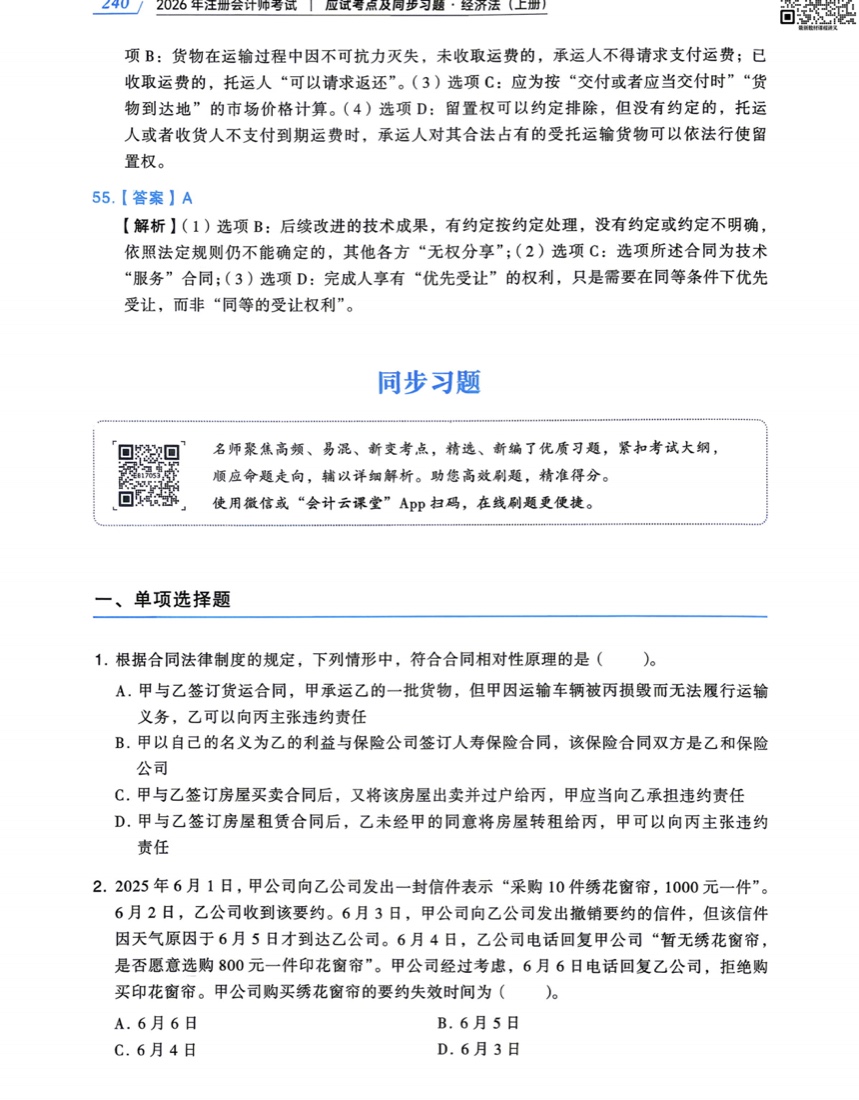 240 2026年注册会计师考试 | 应试考点及同步习题·经济法（上册）
项B：货物在运输过程中因不可抗力灭失，未收取运费的，承运人不得请求支付运费；已
收取运费的，托运人“可以请求返还”。（3）选项C：应为按“交付或者应当交付时”“货
物到达地”的市场价格计算。（4）选项D：留置权可以约定排除，但没有约定的，托运
人或者收货人不支付到期运费时，承运人对其合法占有的受托运输货物可以依法行使留
置权。
55.【答案】A
【解析】（1）选项B：后续改进的技术成果，有约定按约定处理，没有约定或约定不明确，
依照法定规则仍不能确定的，其他各方“无权分享”；（2）选项C：选项所述合同为技术
“服务”合同；（3）选项D：完成人享有“优先受让”的权利，只是需要在同等条件下优先
受让，而非“同等的受让权利”。
同步习题
名师聚焦高频、易混、新变考点，精选、新编了优质习题，紧扣考试大纲，
顺应命题走向，辅以详细解析。助您高效刷题，精准得分。
使用微信或“会计云课堂”App扫码，在线刷题更便捷。
一、单项选择题
1. 根据合同法律制度的规定，下列情形中，符合合同相对性原理的是（ ）。
A. 甲与乙签订货运合同，甲承运乙的一批货物，但甲因运输车辆被丙损毁而无法履行运输
义务，乙可以向丙主张违约责任
B. 甲以自己的名义为乙的利益与保险公司签订人寿保险合同，该保险合同双方是乙和保险
公司
C. 甲与乙签订房屋买卖合同后，又将该房屋出卖并过户给丙，甲应当向乙承担违约责任
D. 甲与乙签订房屋租赁合同后，乙未经甲的同意将房屋转租给丙，甲可以向丙主张违约
责任
2. 2025年6月1日，甲公司向乙公司发出一封信件表示“采购10件绣花窗帘，1000元一件”。
6月2日，乙公司收到该要约。6月3日，甲公司向乙公司发出撤销要约的信件，但该信件
因天气原因于6月5日才到达乙公司。6月4日，乙公司电话回复甲公司“暂无绣花窗帘，
是否愿意选购800元一件印花窗帘”。甲公司经过考虑，6月6日电话回复乙公司，拒绝购
买印花窗帘。甲公司购买绣花窗帘的要约失效时间为（ ）。
A. 6月6日 B. 6月5日
C. 6月4日 D. 6月3日